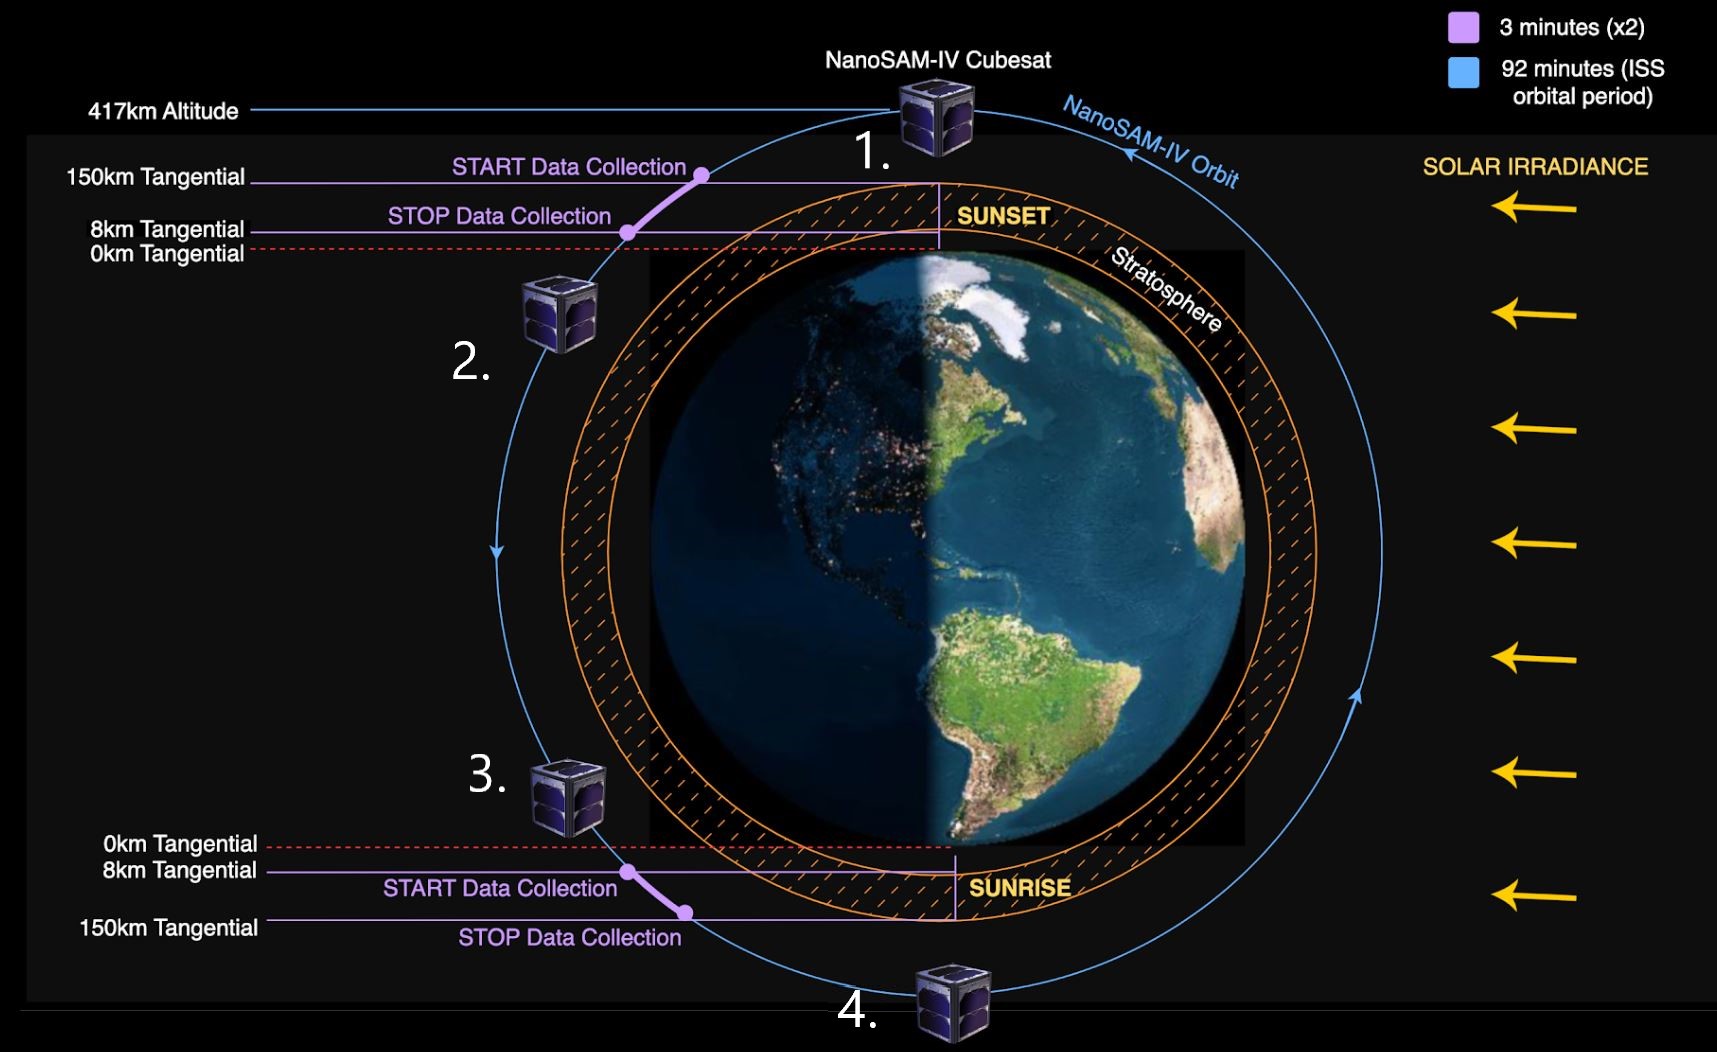 3 minutes (x2)
92 minutes (ISS
orbital period)
NanoSAM-IV Cubesat
417km Altitude
NanoSAM-IV Orbit
1.
START Data Collection
SOLAR IRRADIANCE
150km Tangential
STOP Data Collection
SUNSET
8km Tangential
0km Tangential
Stratosphere
2.
3.
0km Tangential
8km Tangential
START Data Collection
SUNRISE
150km Tangential
STOP Data Collection
4.